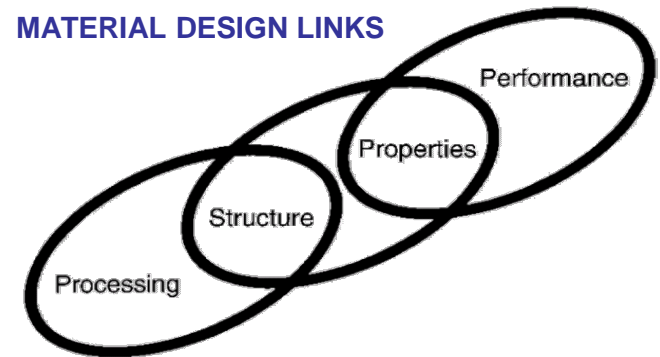 MATERIAL DESIGN LINKS
Performance
Properties
Structure
Processing